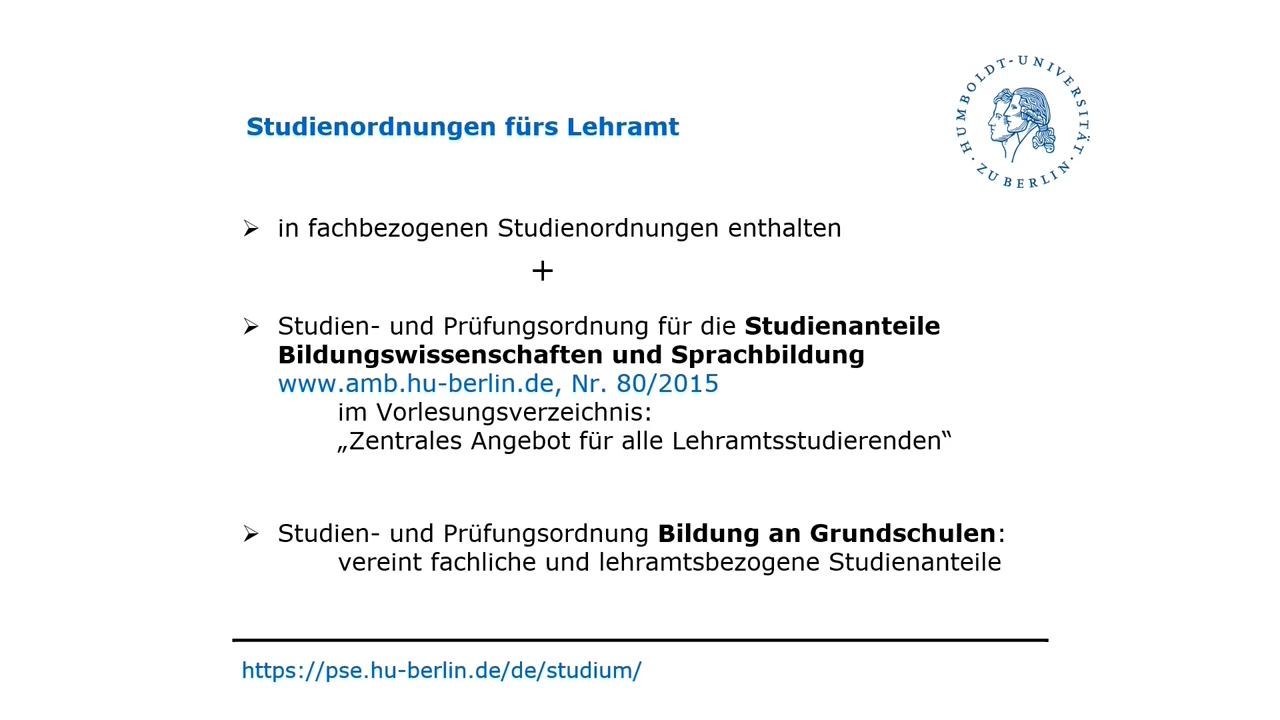 Studienordnungen fürs Lehramt
HUMBOLDT-UNIVERSITÄT · ZU BERLIN ·
➢ in fachbezogenen Studienordnungen enthalten
+
➢ Studien- und Prüfungsordnung für die Studienanteile
Bildungswissenschaften und Sprachbildung
www.amb.hu-berlin.de, Nr. 80/2015
im Vorlesungsverzeichnis:
„Zentrales Angebot für alle Lehramtsstudierenden“
➢ Studien- und Prüfungsordnung Bildung an Grundschulen:
vereint fachliche und lehramtsbezogene Studienanteile
https://pse.hu-berlin.de/de/studium/